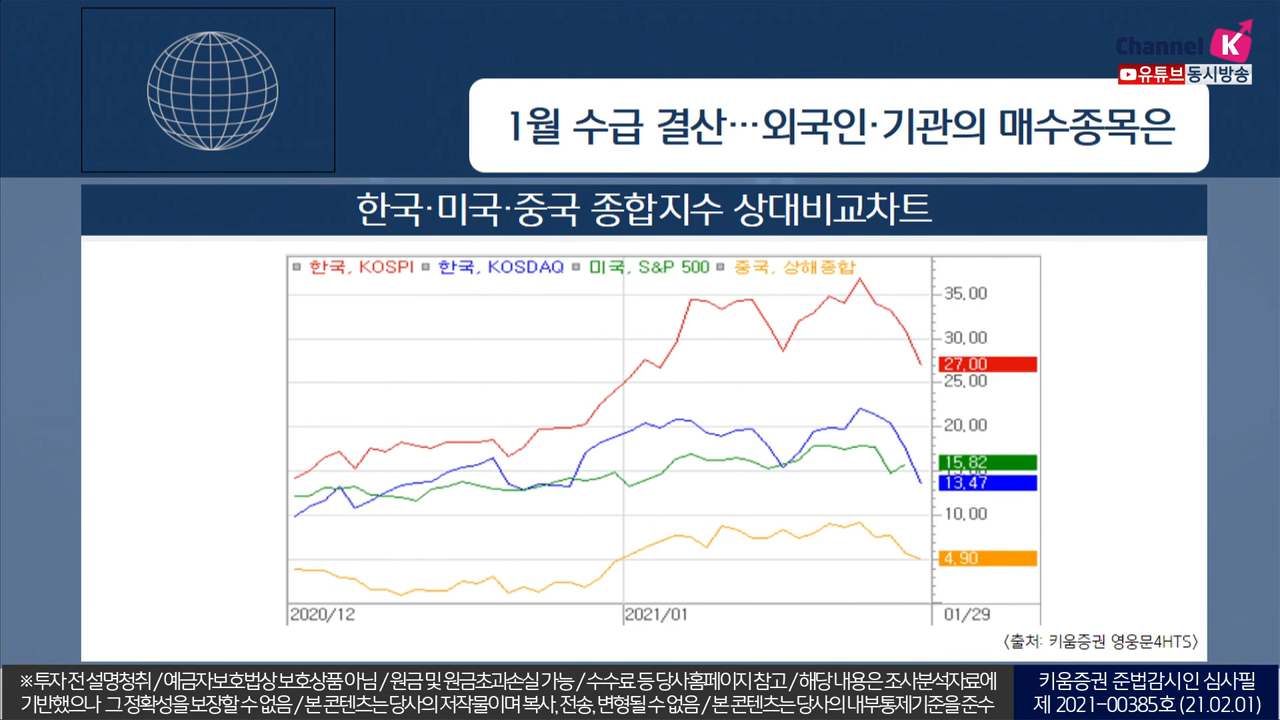 Channel K
유튜브동시방송
1월 수급 결산…외국인·기관의 매수종목은
한국·미국·중국 종합지수 상대비교차트
한국, KOSPI 한국, KOSDAQ 미국, S&P 500 중국, 상해종합
35,00
30,00
27,00
25,00
20,00
15,82
13,47
10,00
4,90
2020/12 2021/01 01/29
<출처: 키움증권 영웅문4HTS>
※ 투자 전 설명청취 / 예금자보호법상 보호상품 아님 / 원금 및 원금초과손실 가능 / 수수료 등 당사홈페이지 참고 / 해당 내용은 조사분석자료에
기반했으나 그 정확성을 보장할 수 없음 / 본 콘텐츠는 당사의 저작물이며 복사, 전송, 변형될 수 없음 / 본 콘텐츠는 당사의 내부통제기준을 준수
키움증권 준법감시인 심사필
제 2021-00385호 (21.02.01)